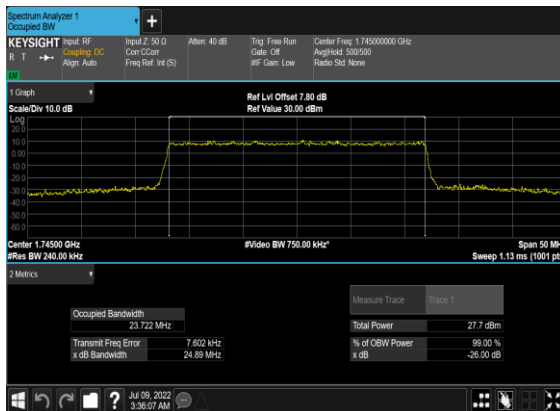 Spectrum Analyzer 1
Occupied BW
KEYSIGHT
R T
Input: RF
Coupling: DC
Align: Auto
Input Z: 50 Ω
Corr CCorr
Freq Ref: Int (S)
Atten: 40 dB
Trig: Free Run
Gate: Off
#IF Gain: Low
Center Freq: 1.745000000 GHz
Avg|Hold: 500/500
Radio Std: None
1 Graph
Scale/Div 10.0 dB
Ref Lvl Offset 7.80 dB
Ref Value 30.00 dBm
Log
20.0
10.0
0.00
-10.0
-20.0
-30.0
-40.0
-50.0
-60.0
Center 1.74500 GHz
#Res BW 240.00 kHz
#Video BW 750.00 kHz*
Span 50 MH
Sweep 1.13 ms (1001 pt
2 Metrics
Measure Trace
Trace 1
Occupied Bandwidth
23.722 MHz
Total Power
27.7 dBm
Transmit Freq Error
7.602 kHz
% of OBW Power
99.00 %
x dB Bandwidth
24.89 MHz
x dB
-26.00 dB
Jul 09, 2022
3:36:07 AM